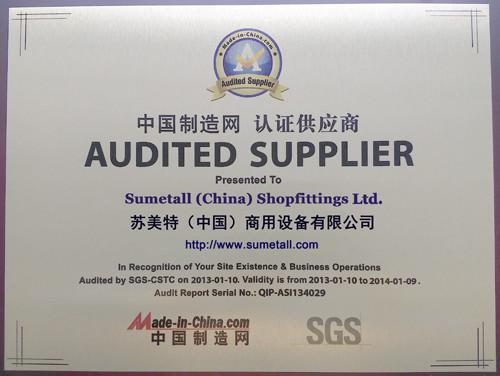 Made-in-China.com
Audited Supplier
中国制造网 认证供应商
AUDITED SUPPLIER
Presented To
Sumetall (China) Shopfittings Ltd.
苏美特（中国）商用设备有限公司
http://www.sumetall.com
In Recognition of Your Site Existence & Business Operations
Audited by SGS-CSTC on 2013-01-10. Validity is from 2013-01-10 to 2014-01-09.
Audit Report Serial No.: QIP-ASI134029
Made-in-China.com
中国制造网
SGS